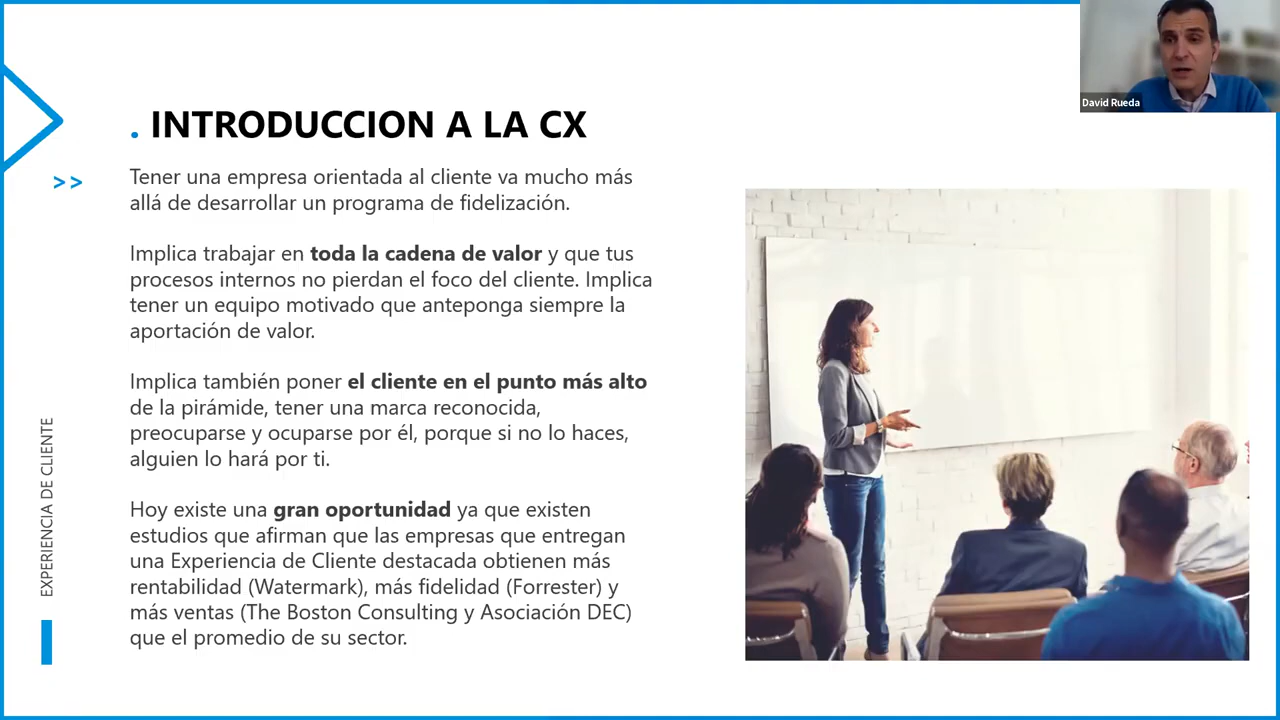 David Rueda
. INTRODUCCION A LA CX
>>
Tener una empresa orientada al cliente va mucho más
allá de desarrollar un programa de fidelización.
Implica trabajar en toda la cadena de valor y que tus
procesos internos no pierdan el foco del cliente. Implica
tener un equipo motivado que anteponga siempre la
aportación de valor.
Implica también poner el cliente en el punto más alto
de la pirámide, tener una marca reconocida,
preocuparse y ocuparse por él, porque si no lo haces,
alguien lo hará por ti.
Hoy existe una gran oportunidad ya que existen
estudios que afirman que las empresas que entregan
una Experiencia de Cliente destacada obtienen más
rentabilidad (Watermark), más fidelidad (Forrester) y
más ventas (The Boston Consulting y Asociación DEC)
que el promedio de su sector.
EXPERIENCIA DE CLIENTE